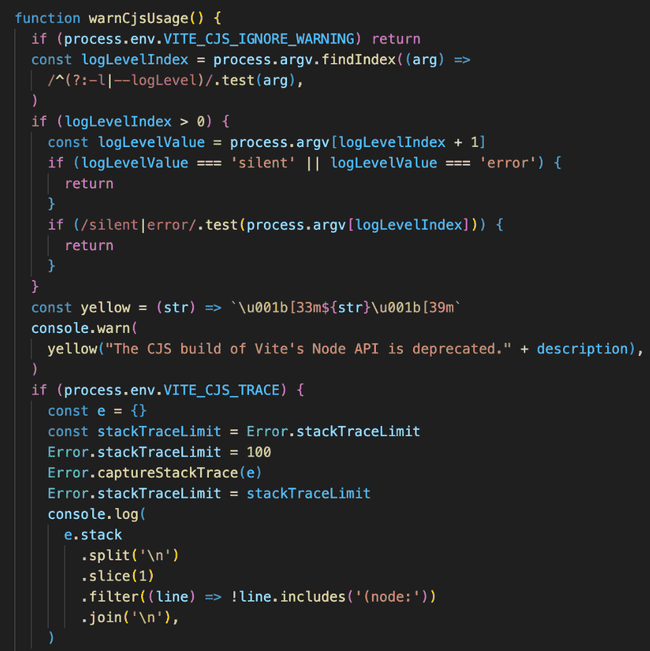 function warnCjsUsage() {
  if (process.env.VITE_CJS_IGNORE_WARNING) return
  const logLevelIndex = process.argv.findIndex((arg) =>
    /^(?:-l|--logLevel)/.test(arg),
  )
  if (logLevelIndex > 0) {
    const logLevelValue = process.argv[logLevelIndex + 1]
    if (logLevelValue === 'silent' || logLevelValue === 'error') {
      return
    }
    if (/silent|error/.test(process.argv[logLevelIndex])) {
      return
    }
  }
  const yellow = (str) => `\u001b[33m${str}\u001b[39m`
  console.warn(
    yellow("The CJS build of Vite's Node API is deprecated." + description),
  )
  if (process.env.VITE_CJS_TRACE) {
    const e = {}
    const stackTraceLimit = Error.stackTraceLimit
    Error.stackTraceLimit = 100
    Error.captureStackTrace(e)
    Error.stackTraceLimit = stackTraceLimit
    console.log(
      e.stack
        .split('\n')
        .slice(1)
        .filter((line) => !line.includes('(node:'))
        .join('\n'),
    )